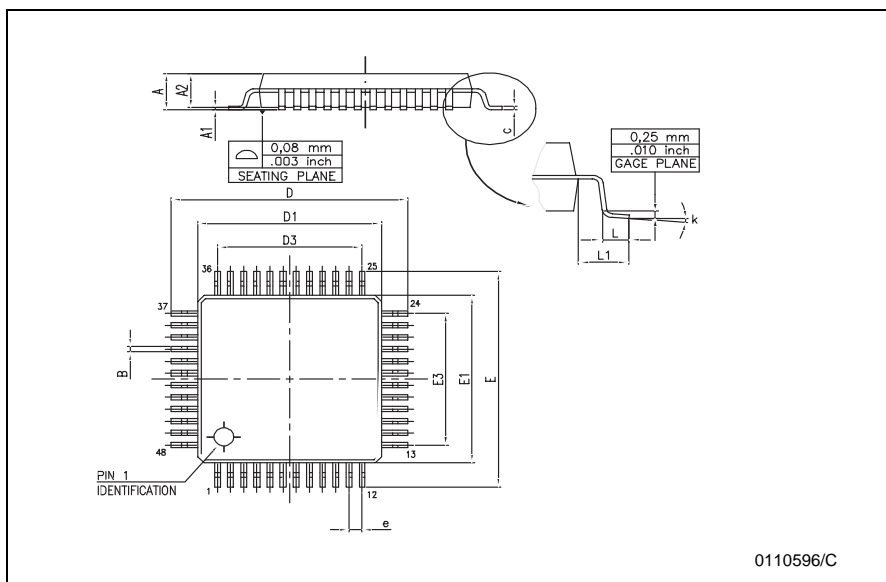 A
A2
A1
c
0,08 mm
.003 inch
SEATING PLANE
0,25 mm
.010 inch
GAGE PLANE
k
L
L1
D
D1
D3
36
25
37
24
B
E3
E1
E
48
13
PIN 1
IDENTIFICATION
1
12
e
0110596/C